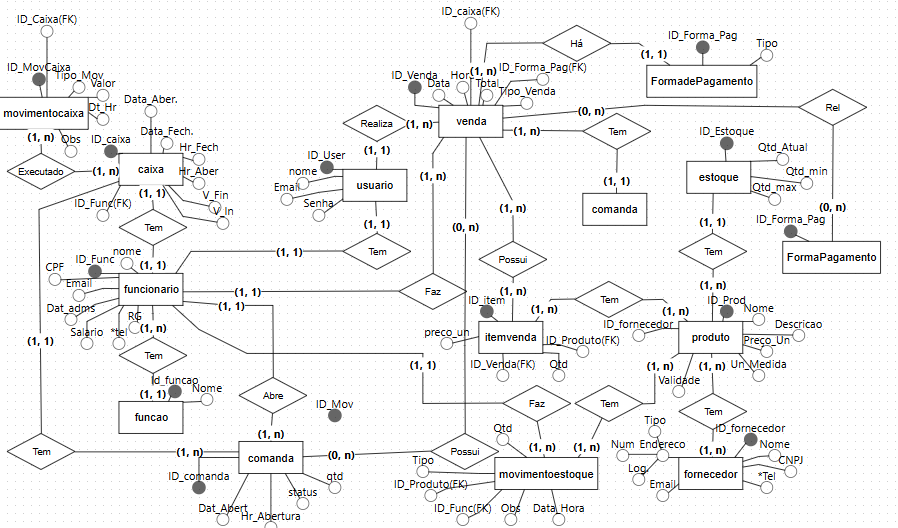 ID_Caixa(FK)
ID_caixa(FK)
Há
ID_Forma_Pag
Tipo
(1, 1)
(1, n)
FormadePagamento
ID_MovCaixa
Tipo_Mov
Valor
Dt_Hr
movimentocaixa
(1, n)
Obs
ID_Venda
Data
Hor
Total
ID_Forma_Pag(FK)
Tipo_Venda
venda
(0, n)
Rel
Data_Aber.
Data_Fech.
Hr_Fech
Hr_Aber
ID_caixa
Executado
(1, n)
caixa
ID_Func(FK)
V_Fin
V_In
(1, 1)
Realiza
(1, n)
(1, 1)
(1, n)
Tem
(1, 1)
comanda
ID_User
nome
Email
Senha
usuario
(1, 1)
(1, n)
ID_Estoque
Qtd_Atual
Qtd_min
Qtd_max
estoque
(1, 1)
(0, n)
ID_Forma_Pag
FormaPagamento
Tem
(1, 1)
(1, 1)
Tem
(0, n)
(1, n)
Possui
Tem
(1, n)
ID_Func
nome
CPF
Email
Dat_adms
Salario
*tel
RG
funcionario
(1, 1)
(1, 1)
Faz
(1, n)
Tem
(1, 1)
(1, n)
ID_item
preco_un
itemvenda
ID_Produto(FK)
ID_Venda(FK)
Qtd
(1, n)
Tem
(1, n)
ID_fornecedor
ID_Prod
Nome
Descricao
Preco_Un
Un_Medida
Validade
produto
(1, 1)
Id_funcao
Nome
funcao
(1, 1)
Abre
(1, n)
ID_Mov
(1, 1)
Faz
(1, n)
Tem
(1, n)
(1, n)
(1, n)
Tem
(1, n)
Tem
(1, n)
comanda
(0, n)
Possui
ID_comanda
Dat_Abert
Hr_Abertura
status
qtd
Qtd
Tipo
movimentoestoque
ID_Produto(FK)
ID_Func(FK)
Obs
Data_Hora
Tipo
Num
Endereco
Log.
Email
ID_fornecedor
Nome
CNPJ
*Tel
fornecedor